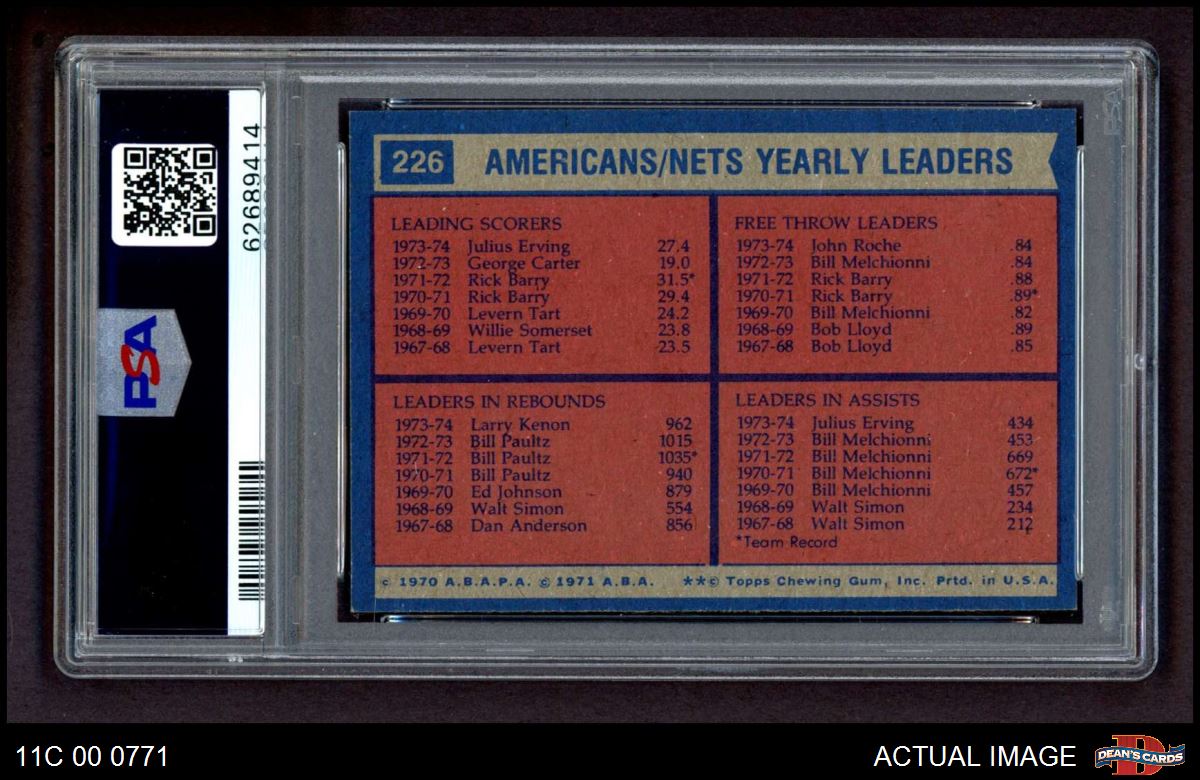 62689414
PSA
226 AMERICANS/NETS YEARLY LEADERS
LEADING SCORERS
1973-74 Julius Erving 27.4
1972-73 George Carter 19.0
1971-72 Rick Barry 31.5*
1970-71 Rick Barry 29.4
1969-70 Levern Tart 24.2
1968-69 Willie Somerset 23.8
1967-68 Levern Tart 23.5
FREE THROW LEADERS
1973-74 John Roche .84
1972-73 Bill Melchionni .84
1971-72 Rick Barry .88
1970-71 Rick Barry .89*
1969-70 Bill Melchionni .82
1968-69 Bob Lloyd .89
1967-68 Bob Lloyd .85
LEADERS IN REBOUNDS
1973-74 Larry Kenon 962
1972-73 Bill Paultz 1015
1971-72 Bill Paultz 1035*
1970-71 Bill Paultz 940
1969-70 Ed Johnson 879
1968-69 Walt Simon 554
1967-68 Dan Anderson 856
LEADERS IN ASSISTS
1973-74 Julius Erving 434
1972-73 Bill Melchionni 453
1971-72 Bill Melchionni 669
1970-71 Bill Melchionni 672*
1969-70 Bill Melchionni 457
1968-69 Walt Simon 234
1967-68 Walt Simon 212
*Team Record
© 1970 A.B.A.P.A. © 1971 A.B.A. **© Topps Chewing Gum, Inc. Prtd. in U.S.A.
11C 00 0771
ACTUAL IMAGE
D
DEAN'S CARDS